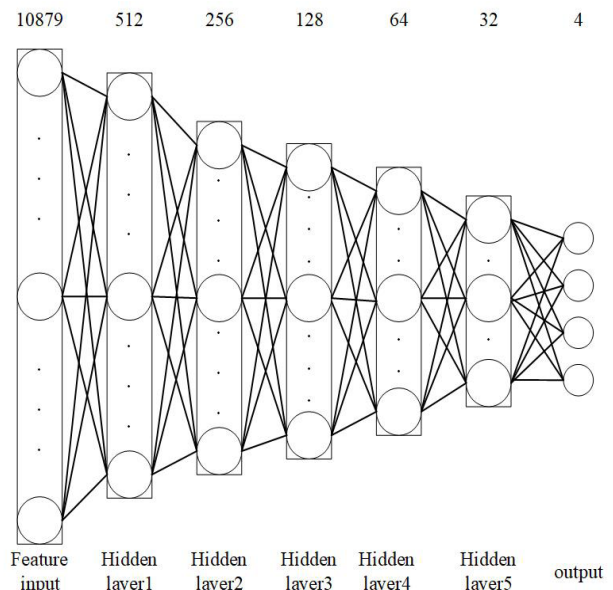 10879 512 256 128 64 32 4
Feature Hidden Hidden Hidden Hidden Hidden
input layer1 layer2 layer3 layer4 layer5 output